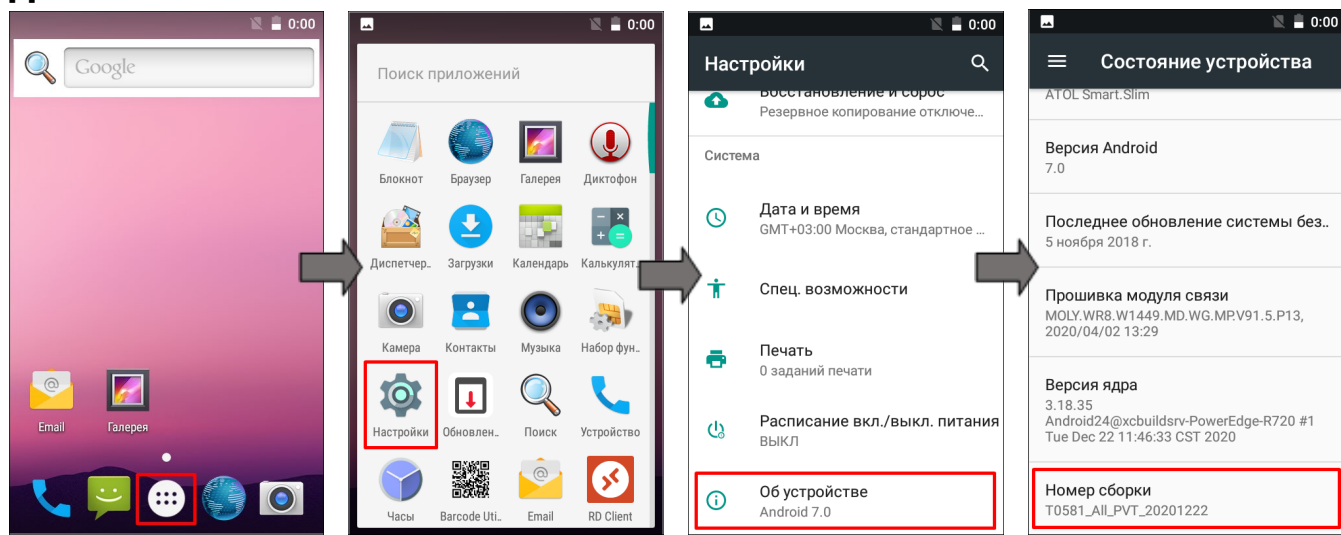 0:00
Google
Email
Галерея
0:00
Поиск приложений
Блокнот Браузер Галерея Диктофон
Диспетчер.. Загрузки Календарь Калькулят..
Камера Контакты Музыка Набор фун..
Настройки Обновлен.. Поиск Устройство
Часы Barcode Uti.. Email RD Client
0:00
Настройки
Восстановление и сброс
Резервное копирование отключе...
Система
Дата и время
GMT+03:00 Москва, стандартное ...
Спец. возможности
Печать
0 заданий печати
Расписание вкл./выкл. питания
ВЫКЛ
Об устройстве
Android 7.0
0:00
Состояние устройства
ATOL Smart.Slim
Версия Android
7.0
Последнее обновление системы без..
5 ноября 2018 г.
Прошивка модуля связи
MOLY.WR8.W1449.MD.WG.MP.V91.5.P13,
2020/04/02 13:29
Версия ядра
3.18.35
Android24@xcbuildsrv-PowerEdge-R720 #1
Tue Dec 22 11:46:33 CST 2020
Номер сборки
T0581_All_PVT_20201222